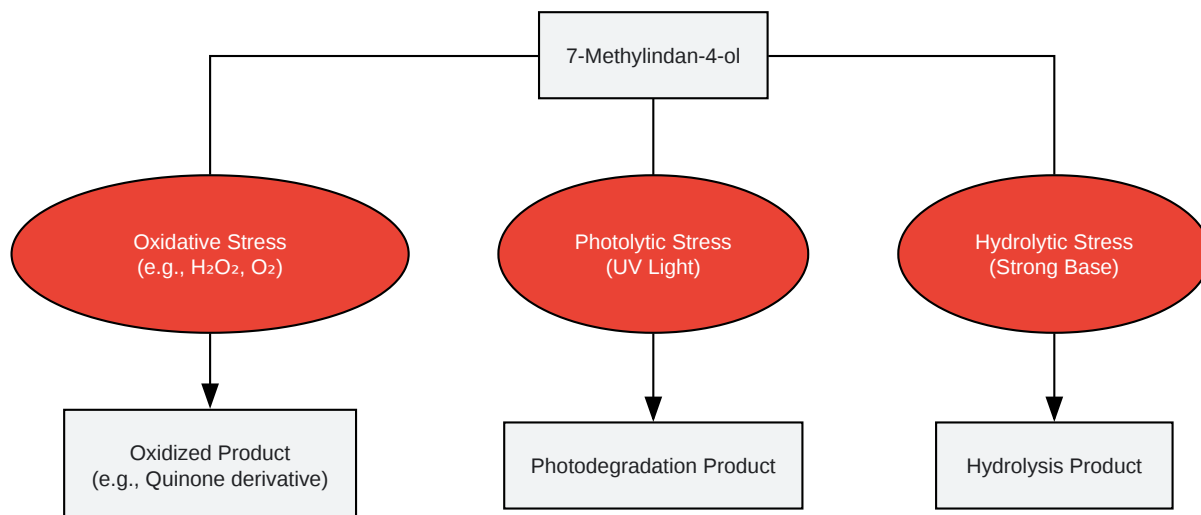 7-Methylindan-4-ol
Oxidative Stress
(e.g., H₂O₂, O₂)
Photolytic Stress
(UV Light)
Hydrolytic Stress
(Strong Base)
Oxidized Product
(e.g., Quinone derivative)
Photodegradation Product
Hydrolysis Product